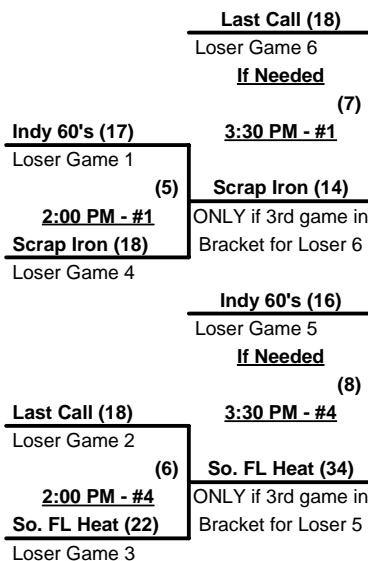 Last Call (18)
Loser Game 6
If Needed
(7)
Indy 60's (17)
3:30 PM - #1
Loser Game 1
(5)
Scrap Iron (14)
2:00 PM - #1
ONLY if 3rd game in
Scrap Iron (18)
Bracket for Loser 6
Loser Game 4
Indy 60's (16)
Loser Game 5
If Needed
(8)
Last Call (18)
3:30 PM - #4
Loser Game 2
(6)
So. FL Heat (34)
2:00 PM - #4
ONLY if 3rd game in
So. FL Heat (22)
Bracket for Loser 5
Loser Game 3